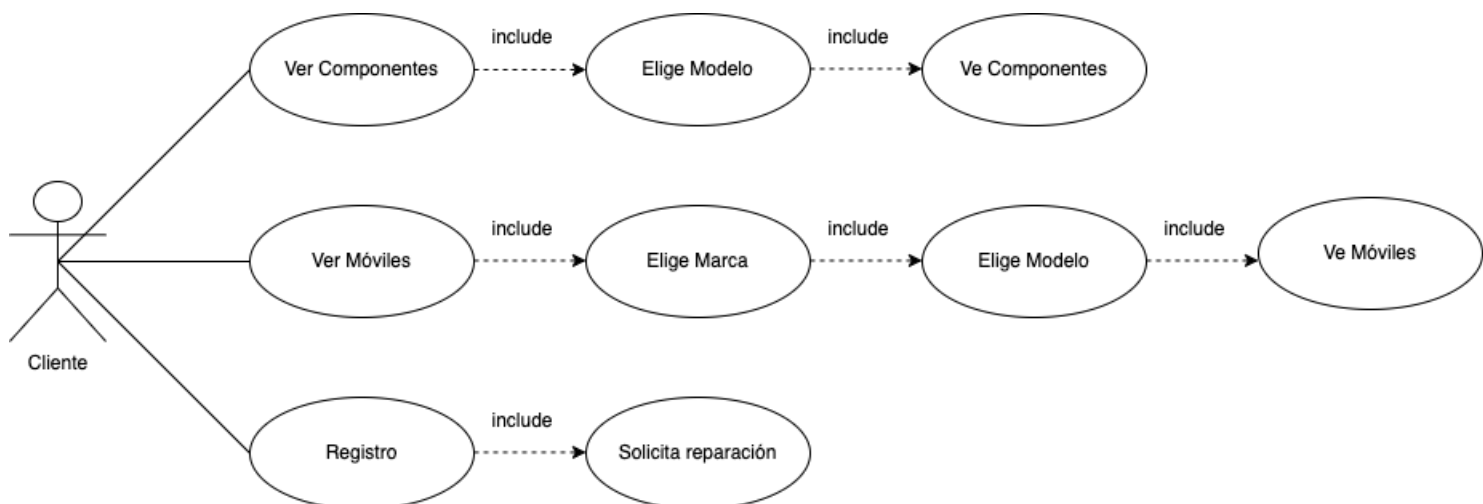 include
include
Ver Componentes
Elige Modelo
Ve Componentes
include
include
include
Ver Móviles
Elige Marca
Elige Modelo
Ve Móviles
Cliente
include
Registro
Solicita reparación